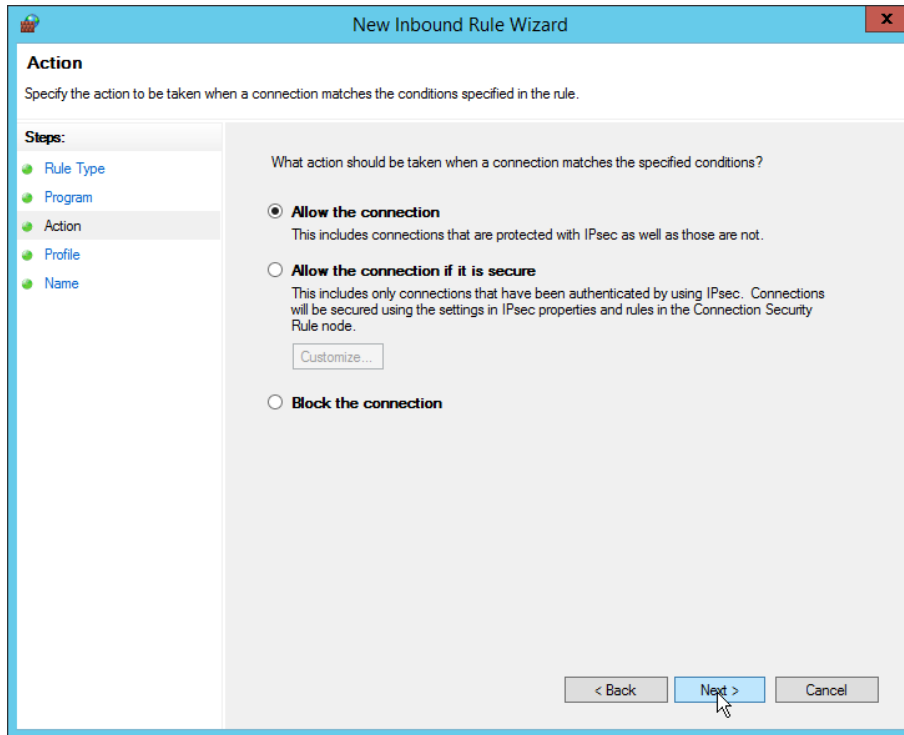 New Inbound Rule Wizard
x
Action
Specify the action to be taken when a connection matches the conditions specified in the rule.
Steps:
Rule Type
Program
Action
Profile
Name
What action should be taken when a connection matches the specified conditions?
Allow the connection
This includes connections that are protected with IPsec as well as those are not.
Allow the connection if it is secure
This includes only connections that have been authenticated by using IPsec. Connections
will be secured using the settings in IPsec properties and rules in the Connection Security
Rule node.
Customize...
Block the connection
< Back
Next >
Cancel